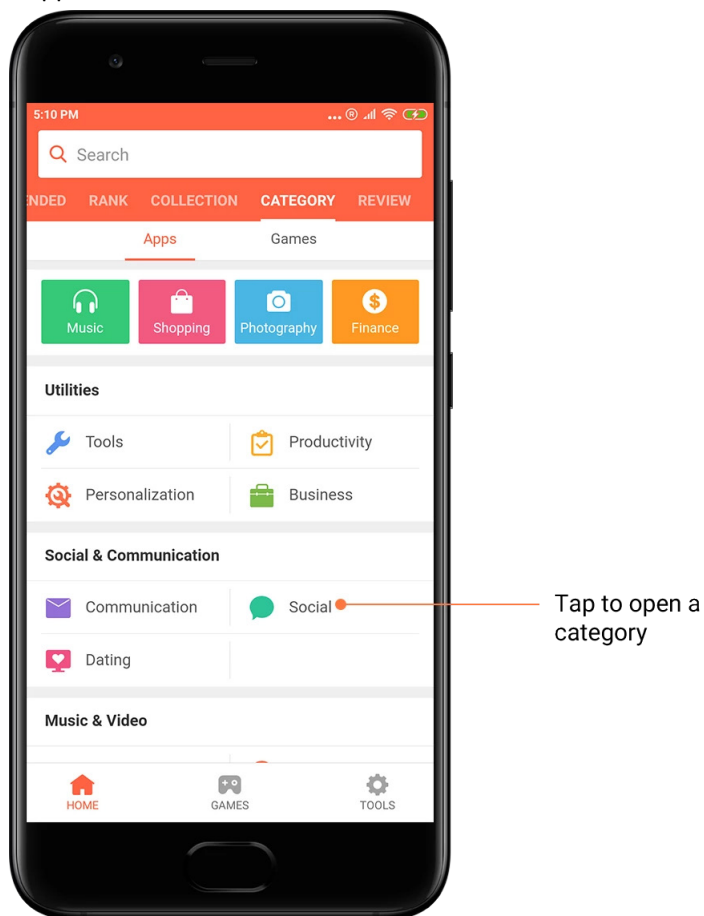 5:10 PM
Search
NDED RANK COLLECTION CATEGORY REVIEW
Apps Games
Music Shopping Photography Finance
Utilities
Tools Productivity
Personalization Business
Social & Communication
Communication Social
Tap to open a
category
Dating
Music & Video
HOME GAMES TOOLS